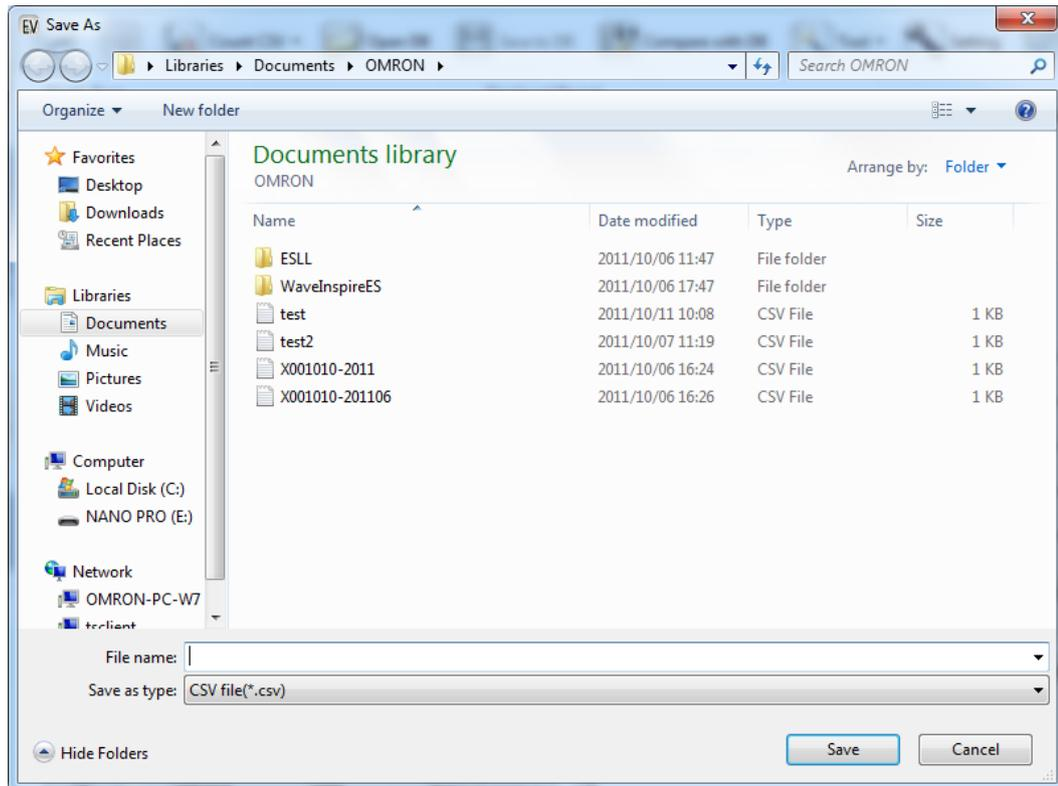 EV Save As
Libraries ▸ Documents ▸ OMRON ▸
Search OMRON
Organize New folder
Favorites
Desktop
Downloads
Recent Places
Libraries
Documents
Music
Pictures
Videos
Computer
Local Disk (C:)
NANO PRO (E:)
Network
OMRON-PC-W7
tsclient
Documents library
OMRON
Arrange by: Folder
Name Date modified Type Size
ESLL 2011/10/06 11:47 File folder
WaveInspireES 2011/10/06 17:47 File folder
test 2011/10/11 10:08 CSV File 1 KB
test2 2011/10/07 11:19 CSV File 1 KB
X001010-2011 2011/10/06 16:24 CSV File 1 KB
X001010-201106 2011/10/06 16:26 CSV File 1 KB
File name:
Save as type: CSV file(*.csv)
Hide Folders
Save Cancel